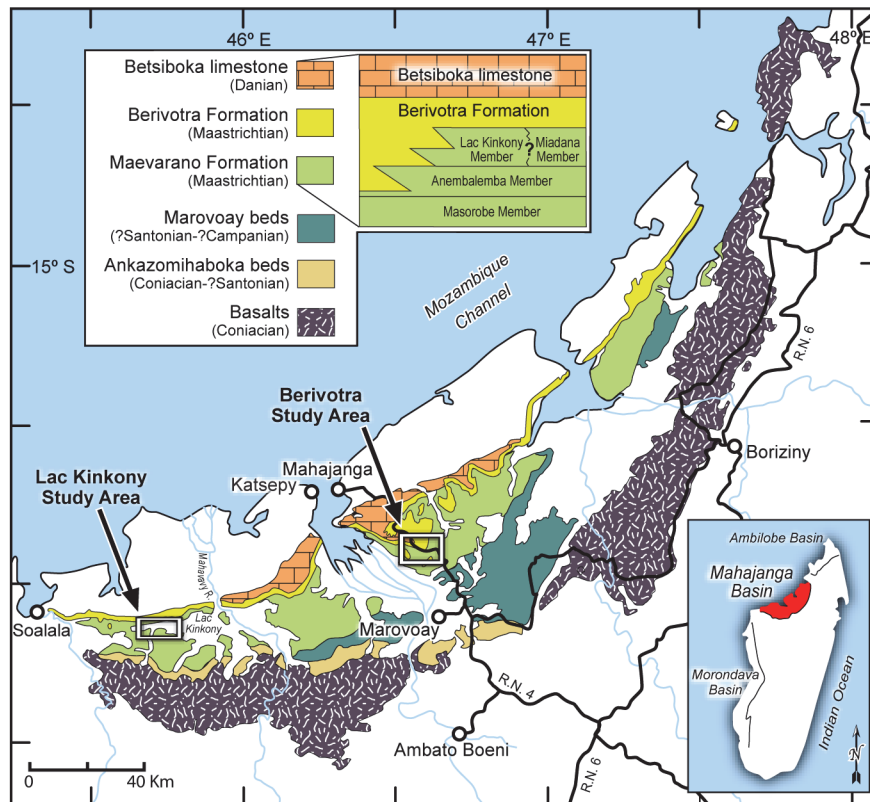 46° E
47° E
48° E
15° S
Betsiboka limestone
(Danian)
Berivotra Formation
(Maastrichtian)
Maevarano Formation
(Maastrichtian)
Marovoay beds
(?Santonian-?Campanian)
Ankazomihaboka beds
(Coniacian-?Santonian)
Basalts
(Coniacian)
Betsiboka limestone
Berivotra Formation
Lac Kinkony
Member
?
Miadana
Member
Anembalemba Member
Masorobe Member
Mozambique
Channel
R.N. 6
Berivotra
Study Area
Boriziny
Lac Kinkony
Study Area
Katsepy
Mahajanga
Mahavavy R.
Lac
Kinkony
Soalala
Marovoay
R.N. 4
Ambato Boeni
R.N. 6
0
40 Km
Ambilobe Basin
Mahajanga
Basin
Morondava
Basin
Indian Ocean
N